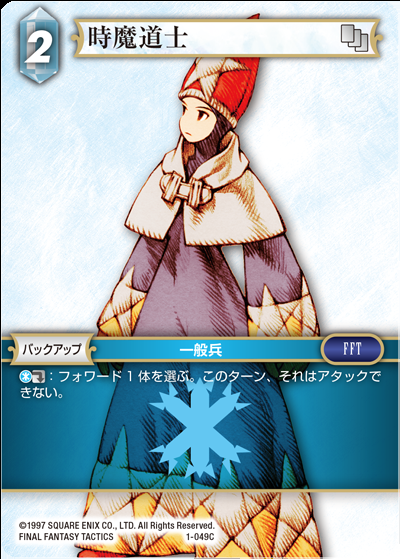 2
時魔道士
バックアップ
一般兵
FFT
氷：フォワード1体を選ぶ。このターン、それはアタックで
きない。
©1997 SQUARE ENIX CO., LTD. All Rights Reserved.
FINAL FANTASY TACTICS 1-049C